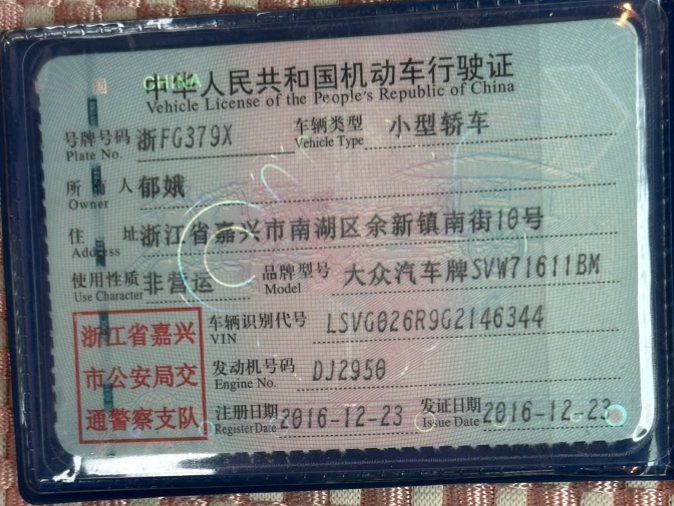 中华人民共和国机动车行驶证
CHINA
Vehicle License of the People's Republic of China
号牌号码 浙FG379X 车辆类型 小型轿车
Plate No. Vehicle Type
所有人 郁娥
Owner
住址 浙江省嘉兴市南湖区余新镇南街10号
Address
使用性质 非营运 品牌型号 大众汽车牌SVW71611BM
Use Character Model
浙江省嘉兴
市公安局交
通警察支队
车辆识别代号 LSVG026R9G2146344
VIN
发动机号码 DJ2950
Engine No.
注册日期 2016-12-23 发证日期 2016-12-23
Register Date Issue Date